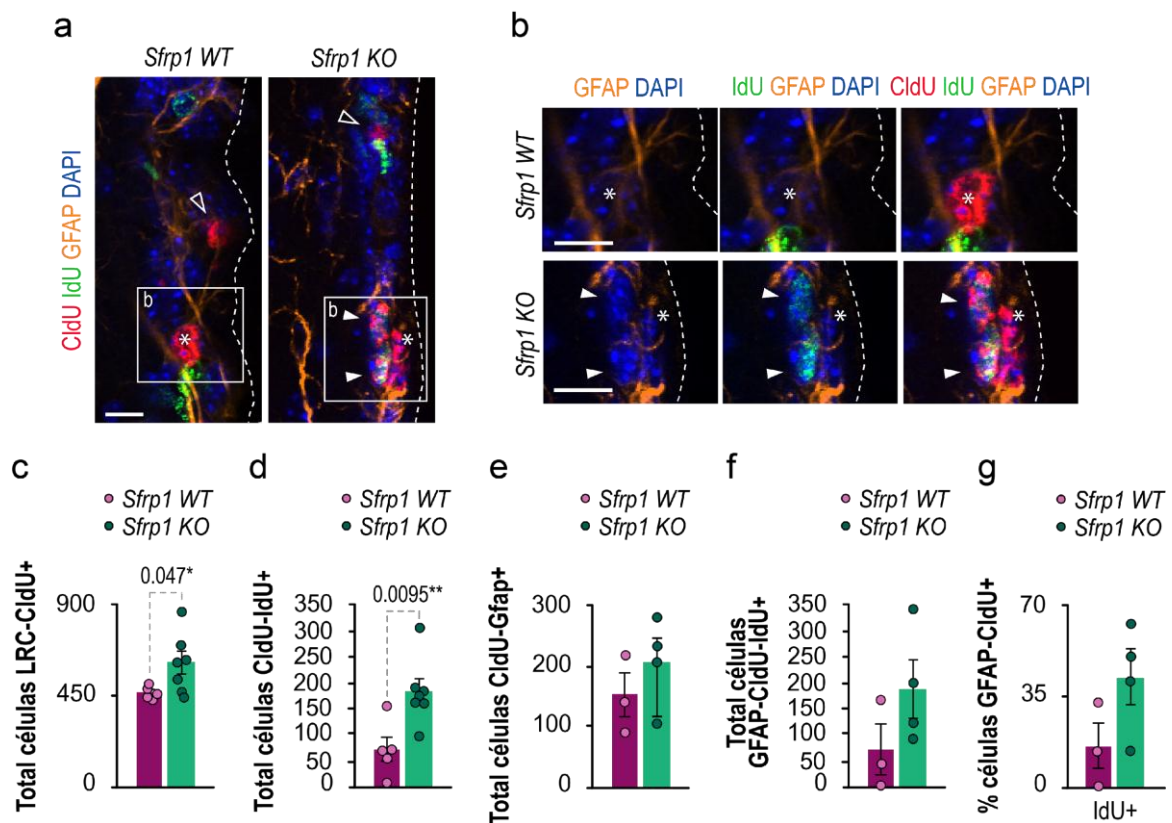 a
Sfrp1 WT
Sfrp1 KO
CldU IdU GFAP DAPI
b
*
b
*
b
GFAP DAPI
IdU GFAP DAPI
CldU IdU GFAP DAPI
Sfrp1 WT
*
*
*
Sfrp1 KO
*
*
*
c
Sfrp1 WT
Sfrp1 KO
Total células LRC-CldU+
900
450
0
0.047*
d
Sfrp1 WT
Sfrp1 KO
Total células CldU-IdU+
350
300
250
200
150
100
50
0
0.0095**
e
Sfrp1 WT
Sfrp1 KO
Total células CldU-Gfap+
300
200
100
0
f
Sfrp1 WT
Sfrp1 KO
Total células
GFAP-CldU-IdU+
350
300
250
200
150
100
50
0
g
Sfrp1 WT
Sfrp1 KO
% células GFAP-CldU+
70
35
0
IdU+